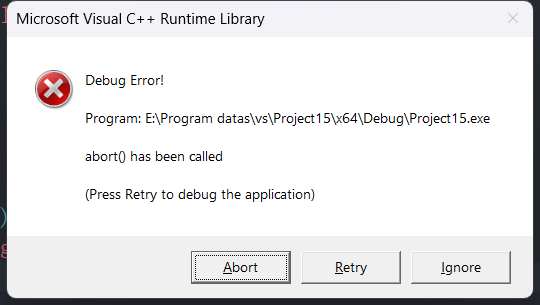 Microsoft Visual C++ Runtime Library
Debug Error!
Program: E:\Program datas\vs\Project15\x64\Debug\Project15.exe
abort() has been called
(Press Retry to debug the application)
Abort
Retry
Ignore